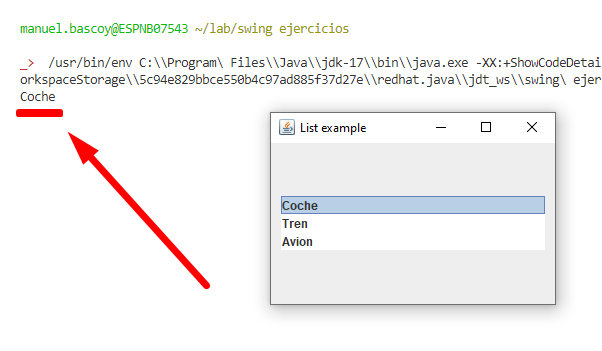 manuel.bascoy@ESPNB07543 ~/lab/swing ejercicios
_> /usr/bin/env C:\\Program\ Files\\Java\\jdk-17\\bin\\java.exe -XX:+ShowCodeDetai
orkspaceStorage\\5c94e829bbce550b4c97ad885f37d27e\\redhat.java\\jdt_ws\\swing\ ejer
Coche
List example
Coche
Tren
Avion